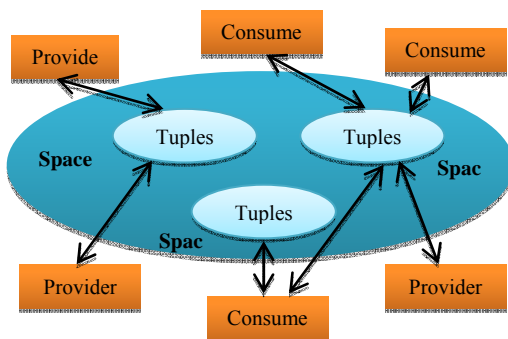 Consume
Provide
Consume
Tuples
Tuples
Space
Spac
Tuples
Spac
Provider
Consume
Provider